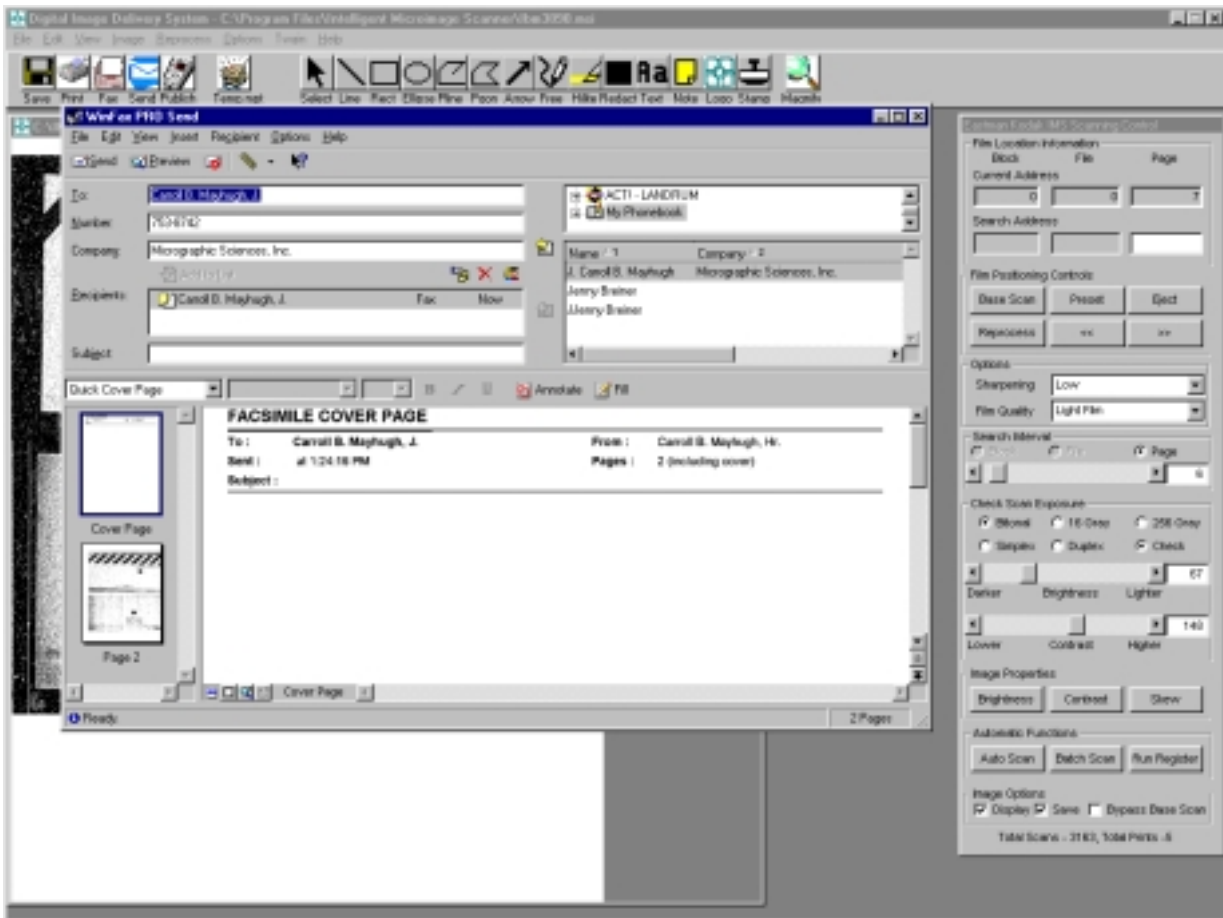 Digital Image Delivery System - C:\Program Files\Intelligent Microimage Scanner\
File Edit View Image Reprocess Options Twain Help
Save Print Fax Send Publish Select Line Rect Ellipse Pline Pgon Arrow Free Hilite Redact Text Note Logo Stamp Magnify
WinFax PRO Send
File Edit View Insert Recipient Options Help
Send Preview
To: Carroll B. Mayhugh, J.
Number: 753-6742
Company: Micrographic Sciences, Inc.
Add to List
Recipients: Carroll B. Mayhugh, J. Fax Now
Subject:
ACT! - LANDRUM
My Phonebook
Name / 1 Company / 2
J. Carroll B. Mayhugh Micrographic Sciences, Inc.
Jenny Breiner
Jenny Breiner
Quick Cover Page B I U Annotate Fill
FACSIMILE COVER PAGE
To : Carroll B. Mayhugh, J. From : Carroll B. Mayhugh, Hr.
Sent : at 1:24:16 PM Pages : 2 (including cover)
Subject :
Cover Page
Page 2
Cover Page
Ready 2 Pages
Eastman Kodak IMS Scanning Control
Film Location Information
Block File Page
Current Address
0 0 7
Search Address
Film Positioning Controls
Base Scan Preset Eject
Reprocess << >>
Options
Sharpening Low
Film Quality Light Film
Search Interval
Block File Page
6
Check Scan Exposure
Bitonal 16 Gray 256 Gray
Simplex Duplex Check
67
Darker Brightness Lighter
140
Lower Contrast Higher
Image Properties
Brightness Contrast Skew
Automatic Functions
Auto Scan Batch Scan Run Register
Image Options
Display Save Bypass Base Scan
Total Scans - 3163, Total Prints -